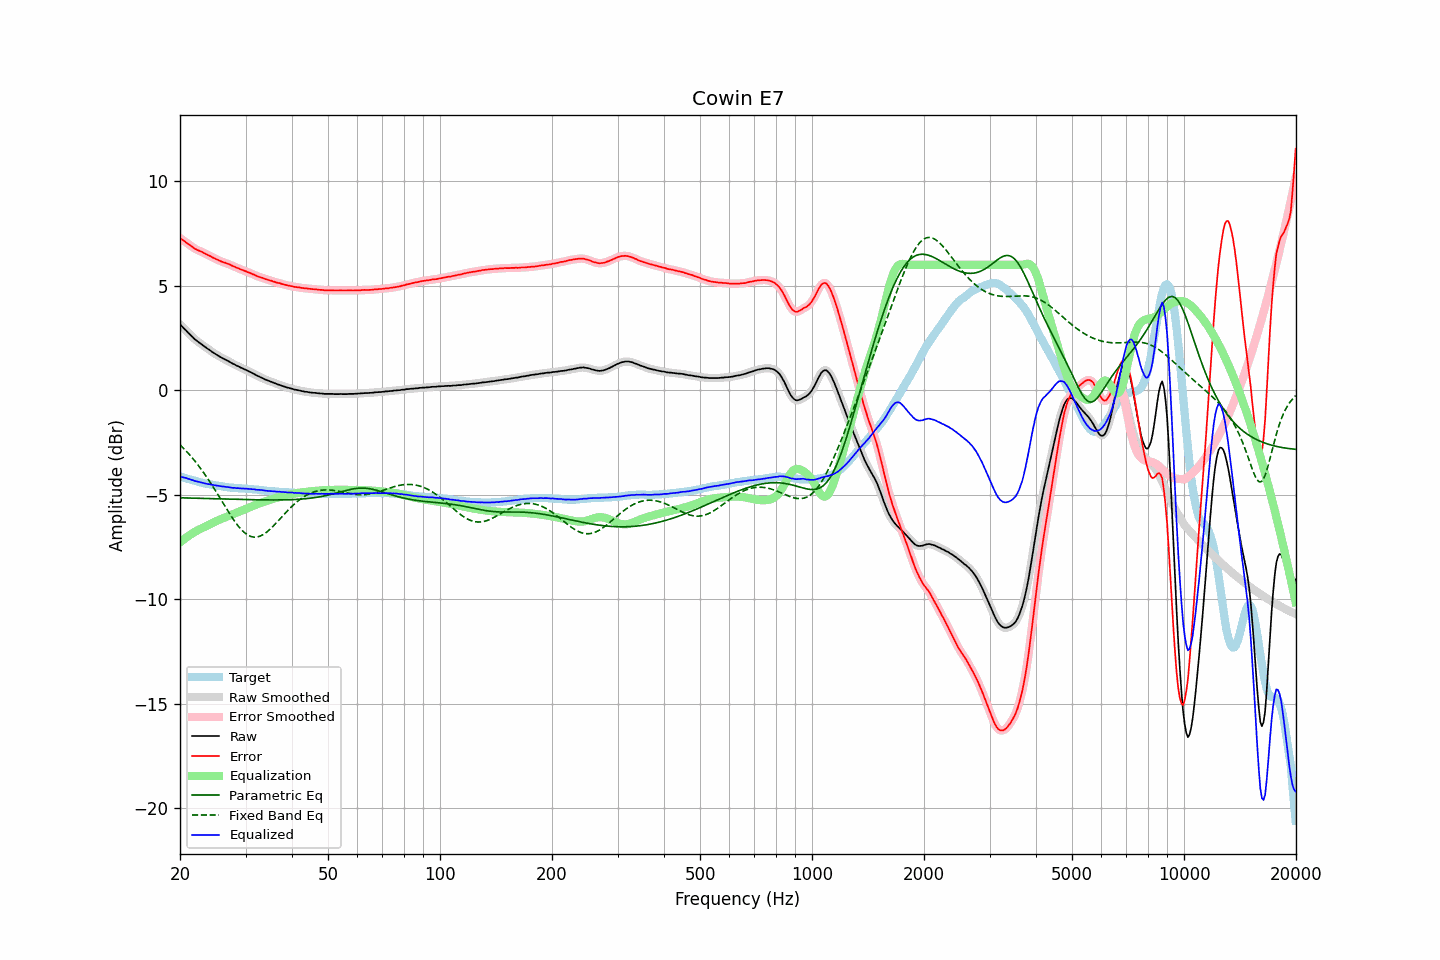 Cowin E7
Amplitude (dBr)
10
5
0
−5
−10
−15
−20
Target
Raw Smoothed
Error Smoothed
Raw
Error
Equalization
Parametric Eq
Fixed Band Eq
Equalized
20 50 100 200 500 1000 2000 5000 10000 20000
Frequency (Hz)